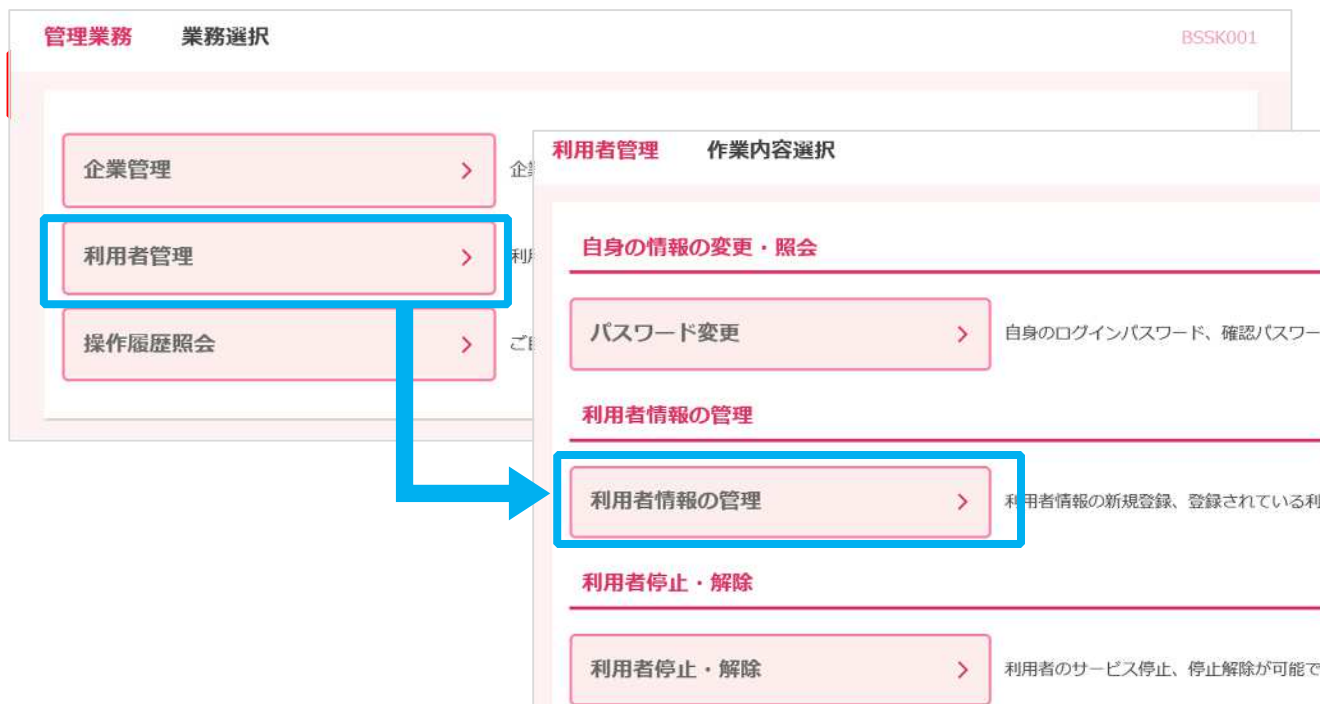 管理業務 業務選択
BSSK001
企業管理
企
利用者管理
利用
操作履歴照会
ご
利用者管理 作業内容選択
自身の情報の変更・照会
パスワード変更
自身のログインパスワード、確認パスワー
利用者情報の管理
利用者情報の管理
利用者情報の新規登録、登録されている利
利用者停止・解除
利用者停止・解除
利用者のサービス停止、停止解除が可能で